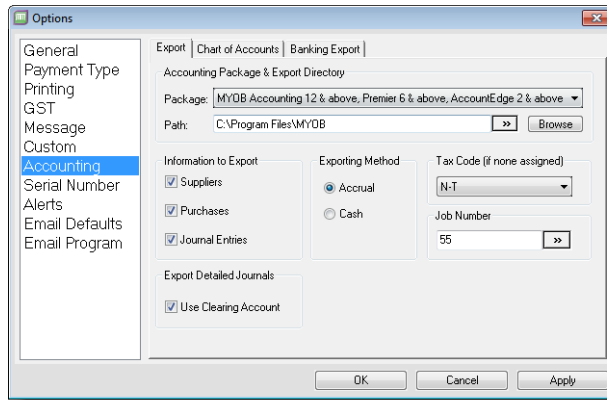 Options
General
Payment Type
Printing
GST
Message
Custom
Accounting
Serial Number
Alerts
Email Defaults
Email Program
Export
Chart of Accounts
Banking Export
Accounting Package & Export Directory
Package: MYOB Accounting 12 & above, Premier 6 & above, AccountEdge 2 & above
Path: C:\Program Files\MYOB >> Browse
Information to Export
Suppliers
Purchases
Journal Entries
Exporting Method
Accrual
Cash
Tax Code (if none assigned)
N-T
Job Number
55 >>
Export Detailed Journals
Use Clearing Account
OK Cancel Apply